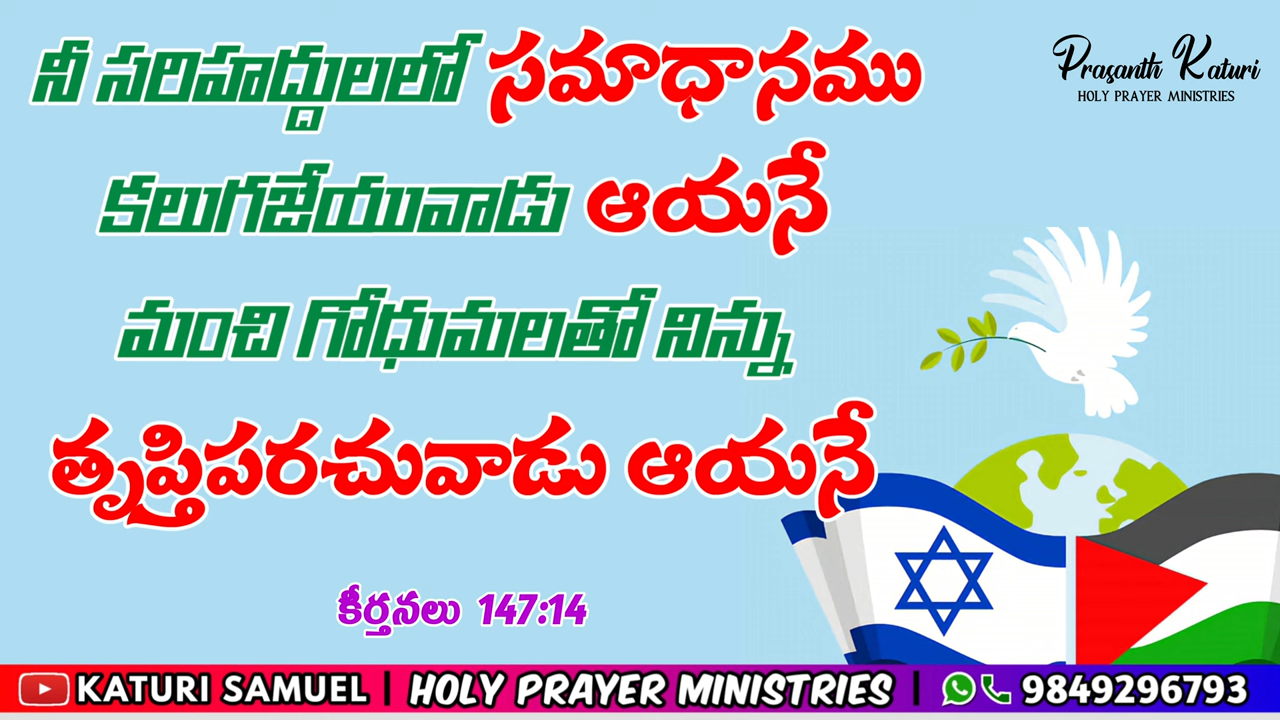 నీ సరిహద్దులలో సమాధానము
కలుగజేయువాడు ఆయనే
మంచి గోధుమలతో నిన్ను
తృప్తిపరచువాడు ఆయనే
కీర్తనలు 147:14
Prasanth Katuri
HOLY PRAYER MINISTRIES
KATURI SAMUEL | HOLY PRAYER MINISTRIES | 9849296793